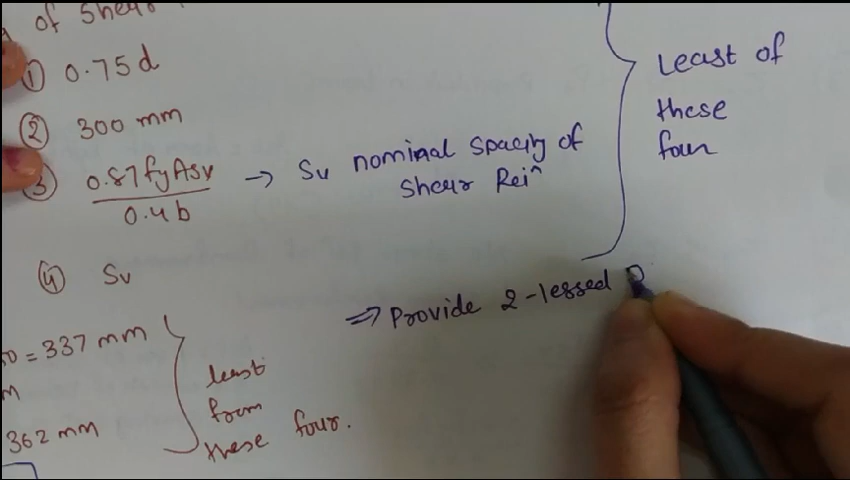 of Shear
① 0.75d
② 300 mm
③ 0.87fyAsv / 0.4b → Sv nominal spacing of Shear Reiⁿ
④ Sv
Least of
these
four
⇒ Provide 2-legged
= 337 mm
362 mm
least
from
these four.